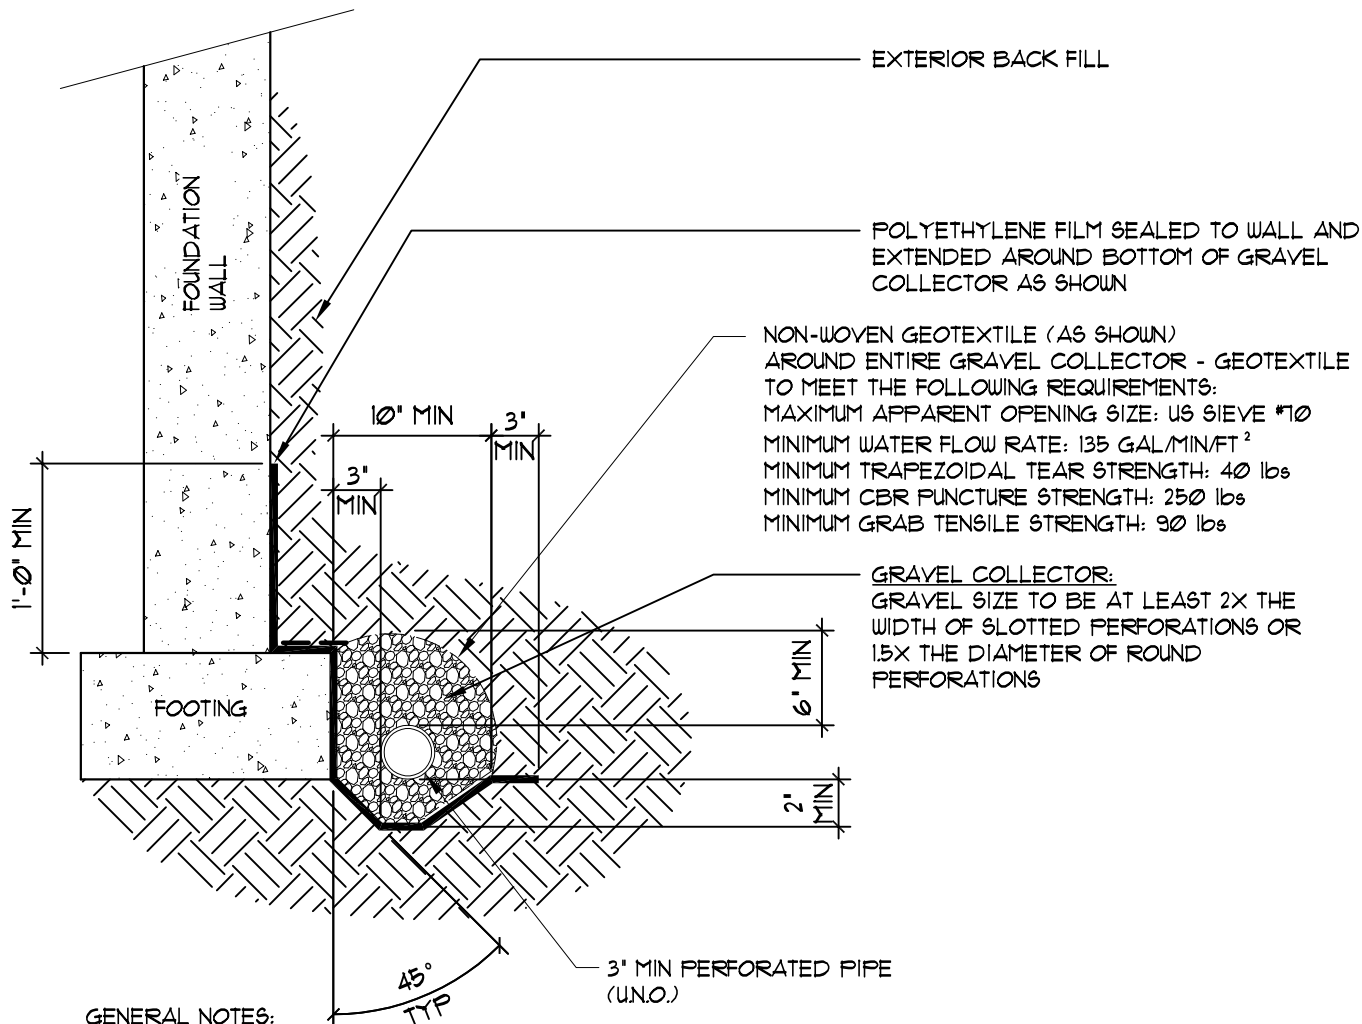 EXTERIOR BACK FILL
POLYETHYLENE FILM SEALED TO WALL AND
EXTENDED AROUND BOTTOM OF GRAVEL
COLLECTOR AS SHOWN
FOUNDATION
WALL
NON-WOVEN GEOTEXTILE (AS SHOWN)
AROUND ENTIRE GRAVEL COLLECTOR - GEOTEXTILE
TO MEET THE FOLLOWING REQUIREMENTS:
MAXIMUM APPARENT OPENING SIZE: US SIEVE #70
MINIMUM WATER FLOW RATE: 135 GAL/MIN/FT²
MINIMUM TRAPEZOIDAL TEAR STRENGTH: 40 lbs
MINIMUM CBR PUNCTURE STRENGTH: 250 lbs
MINIMUM GRAB TENSILE STRENGTH: 90 lbs
10" MIN
3"
MIN
3"
MIN
1'-0" MIN
GRAVEL COLLECTOR:
GRAVEL SIZE TO BE AT LEAST 2X THE
WIDTH OF SLOTTED PERFORATIONS OR
1.5X THE DIAMETER OF ROUND
PERFORATIONS
6" MIN
FOOTING
2"
MIN
3" MIN PERFORATED PIPE
(U.N.O.)
45°
TYP
GENERAL NOTES: